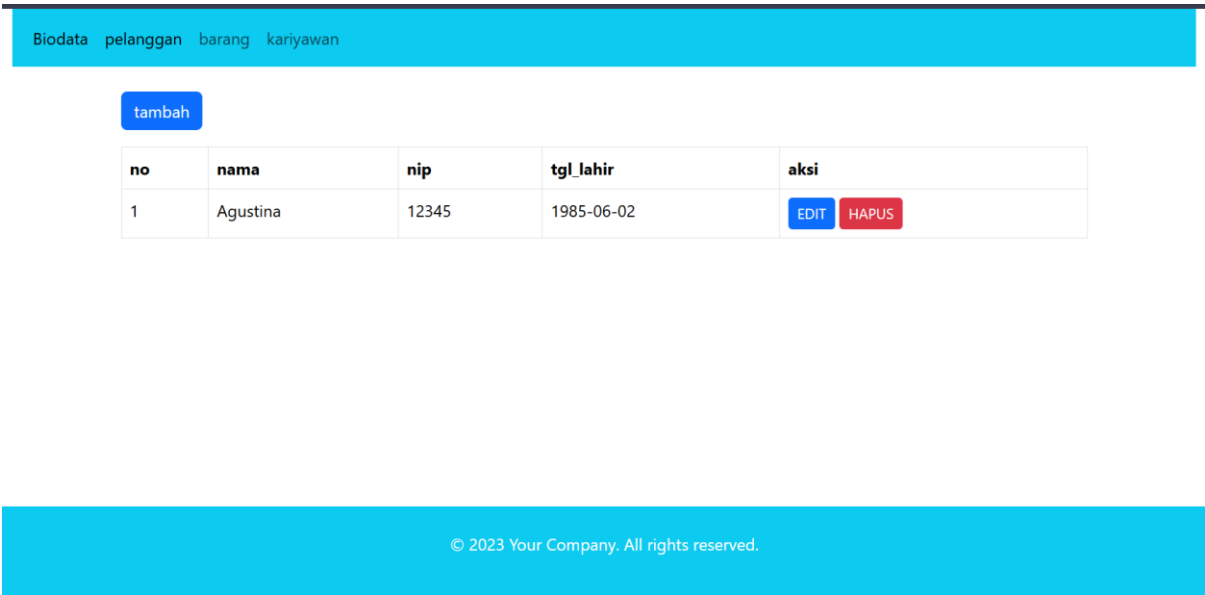 Biodata pelanggan barang kariyawan
tambah
no nama nip tgl_lahir aksi
1 Agustina 12345 1985-06-02 EDIT HAPUS
© 2023 Your Company. All rights reserved.